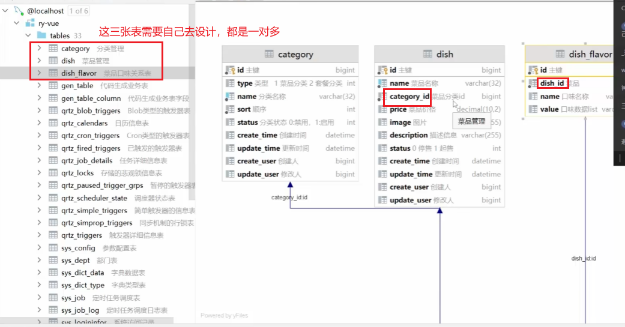 @localhost
ry-vue
tables
这三张表需要自己去设计，都是一对多
category 分类管理
dish 菜品管理
dish_flavor 菜品口味关系表
gen_table 代码生成业务表
gen_table_column 代码生成业务表字段
qrtz_blob_triggers Blob类型的触发器表
qrtz_calendars 日历信息表
qrtz_cron_triggers Cron类型的触发器表
qrtz_fired_triggers 已触发的触发器表
qrtz_job_details 任务详细信息表
qrtz_locks 存储的悲观锁信息表
qrtz_paused_trigger_grps 暂停的触发器表
qrtz_scheduler_state 调度器状态表
qrtz_simple_triggers 简单触发器的信息表
qrtz_simprop_triggers 同步机制的行锁表
qrtz_triggers 触发器详细信息表
sys_config 参数配置表
sys_dept 部门表
sys_dict_data 字典数据表
sys_dict_type 字典类型表
sys_job 定时任务调度表
sys_job_log 定时任务调度日志表
sys_logininfor
category
id 主键 bigint
type 类型 1 菜品分类 2 套餐分类 int
name 分类名称 varchar(32)
sort 顺序 int
status 分类状态 0:禁用，1:启用 int
create_time 创建时间 datetime
update_time 更新时间 datetime
create_user 创建人 bigint
update_user 修改人 bigint
dish
id 主键 bigint
name 菜品名称 varchar(32)
category_id 菜品分类id bigint
price decimal(10,2)
image 图片
菜品管理
description 描述信息 varchar(255)
status 0 停售 1 起售 int
create_time 创建时间 datetime
update_time 更新时间 datetime
create_user 创建人 bigint
update_user 修改人 bigint
dish_flavor
id 主键
dish_id 菜品
name 口味名称
value 口味数据list
category_id:id
dish_id:id
Powered by yFiles